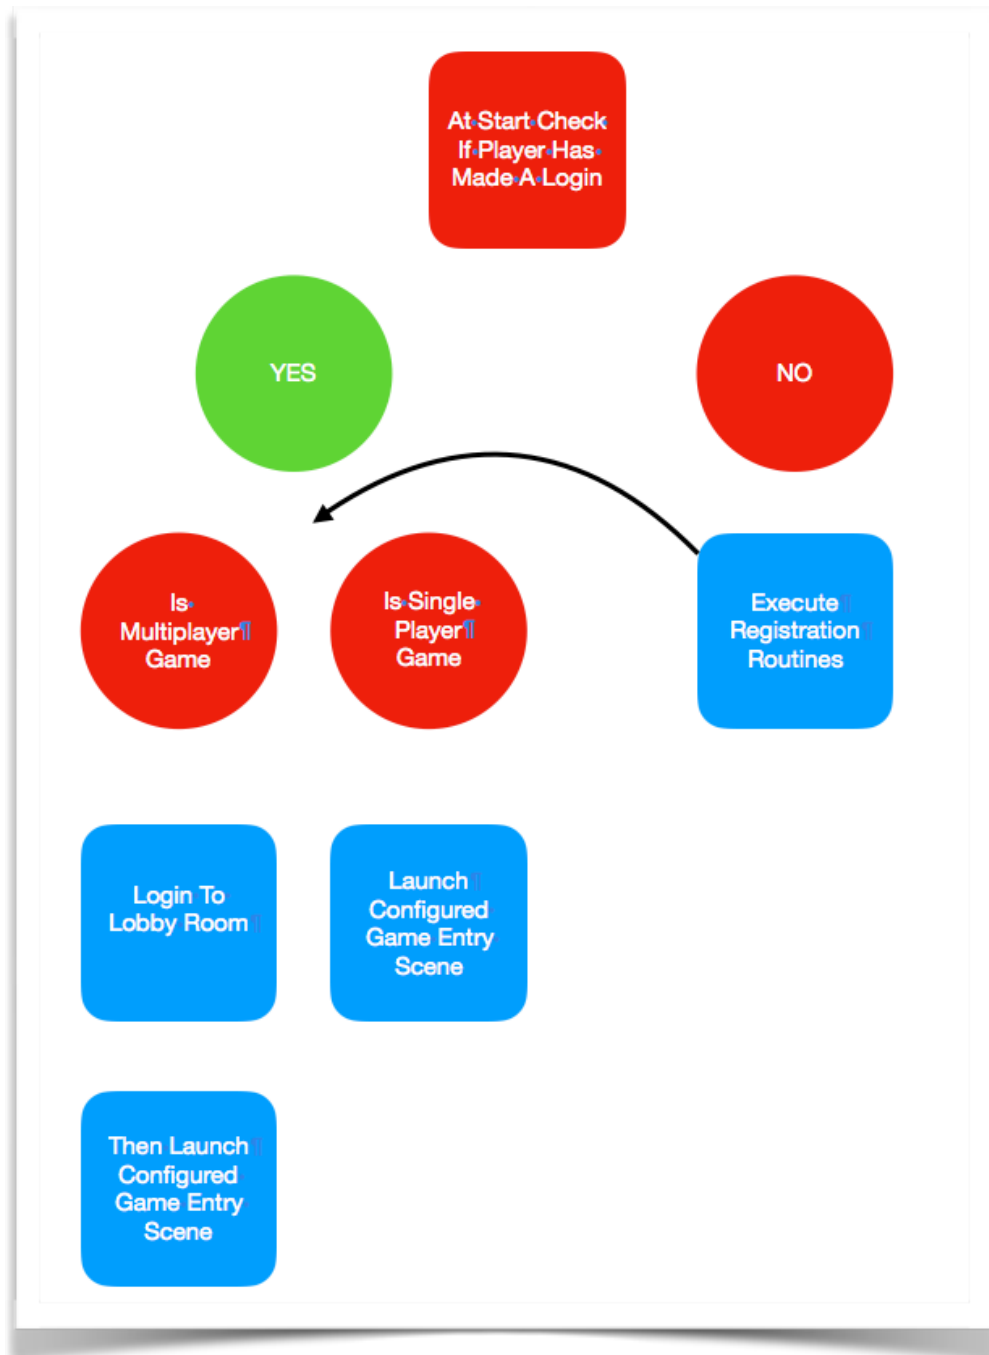 At Start Check
If Player Has
Made A Login
YES
NO
Is
Multiplayer¶
Game
Is Single
Player¶
Game
Execute¶
Registration¶
Routines
Login To
Lobby Room¶
Launch¶
Configured
Game Entry
Scene
Then Launch¶
Configured
Game Entry
Scene